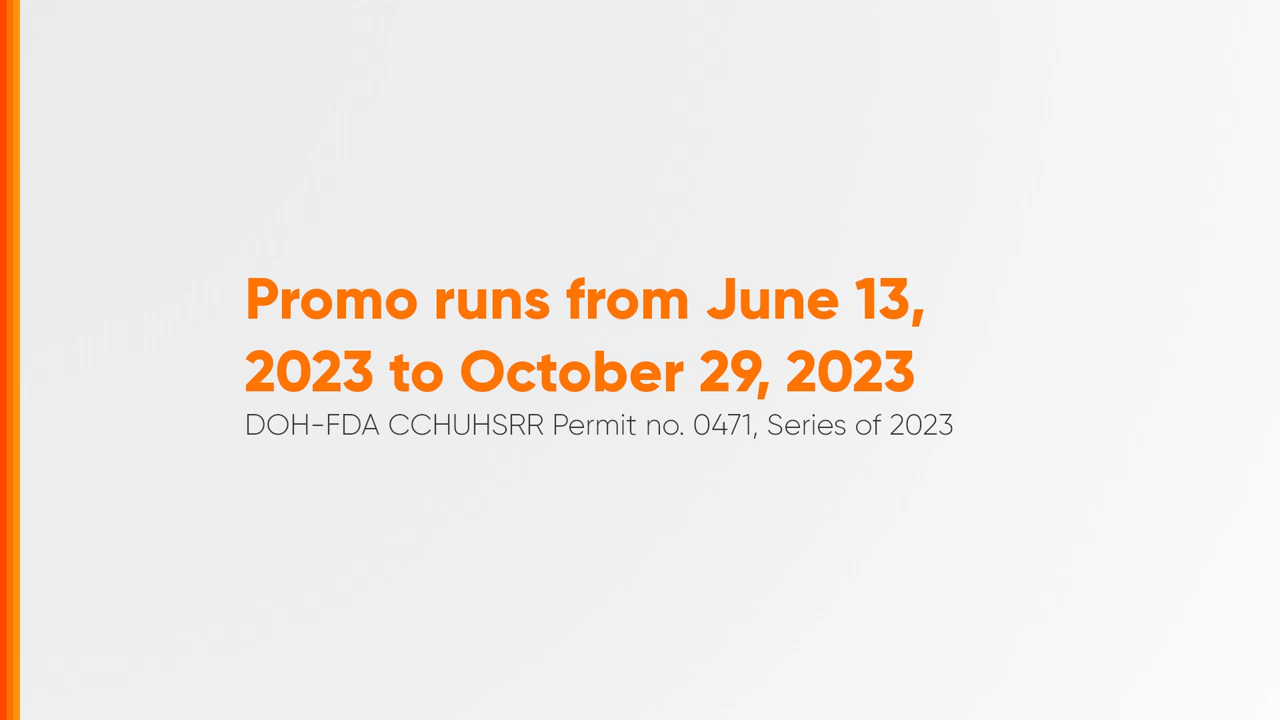 Promo runs from June 13,
2023 to October 29, 2023
DOH-FDA CCHUHSRR Permit no. 0471, Series of 2023